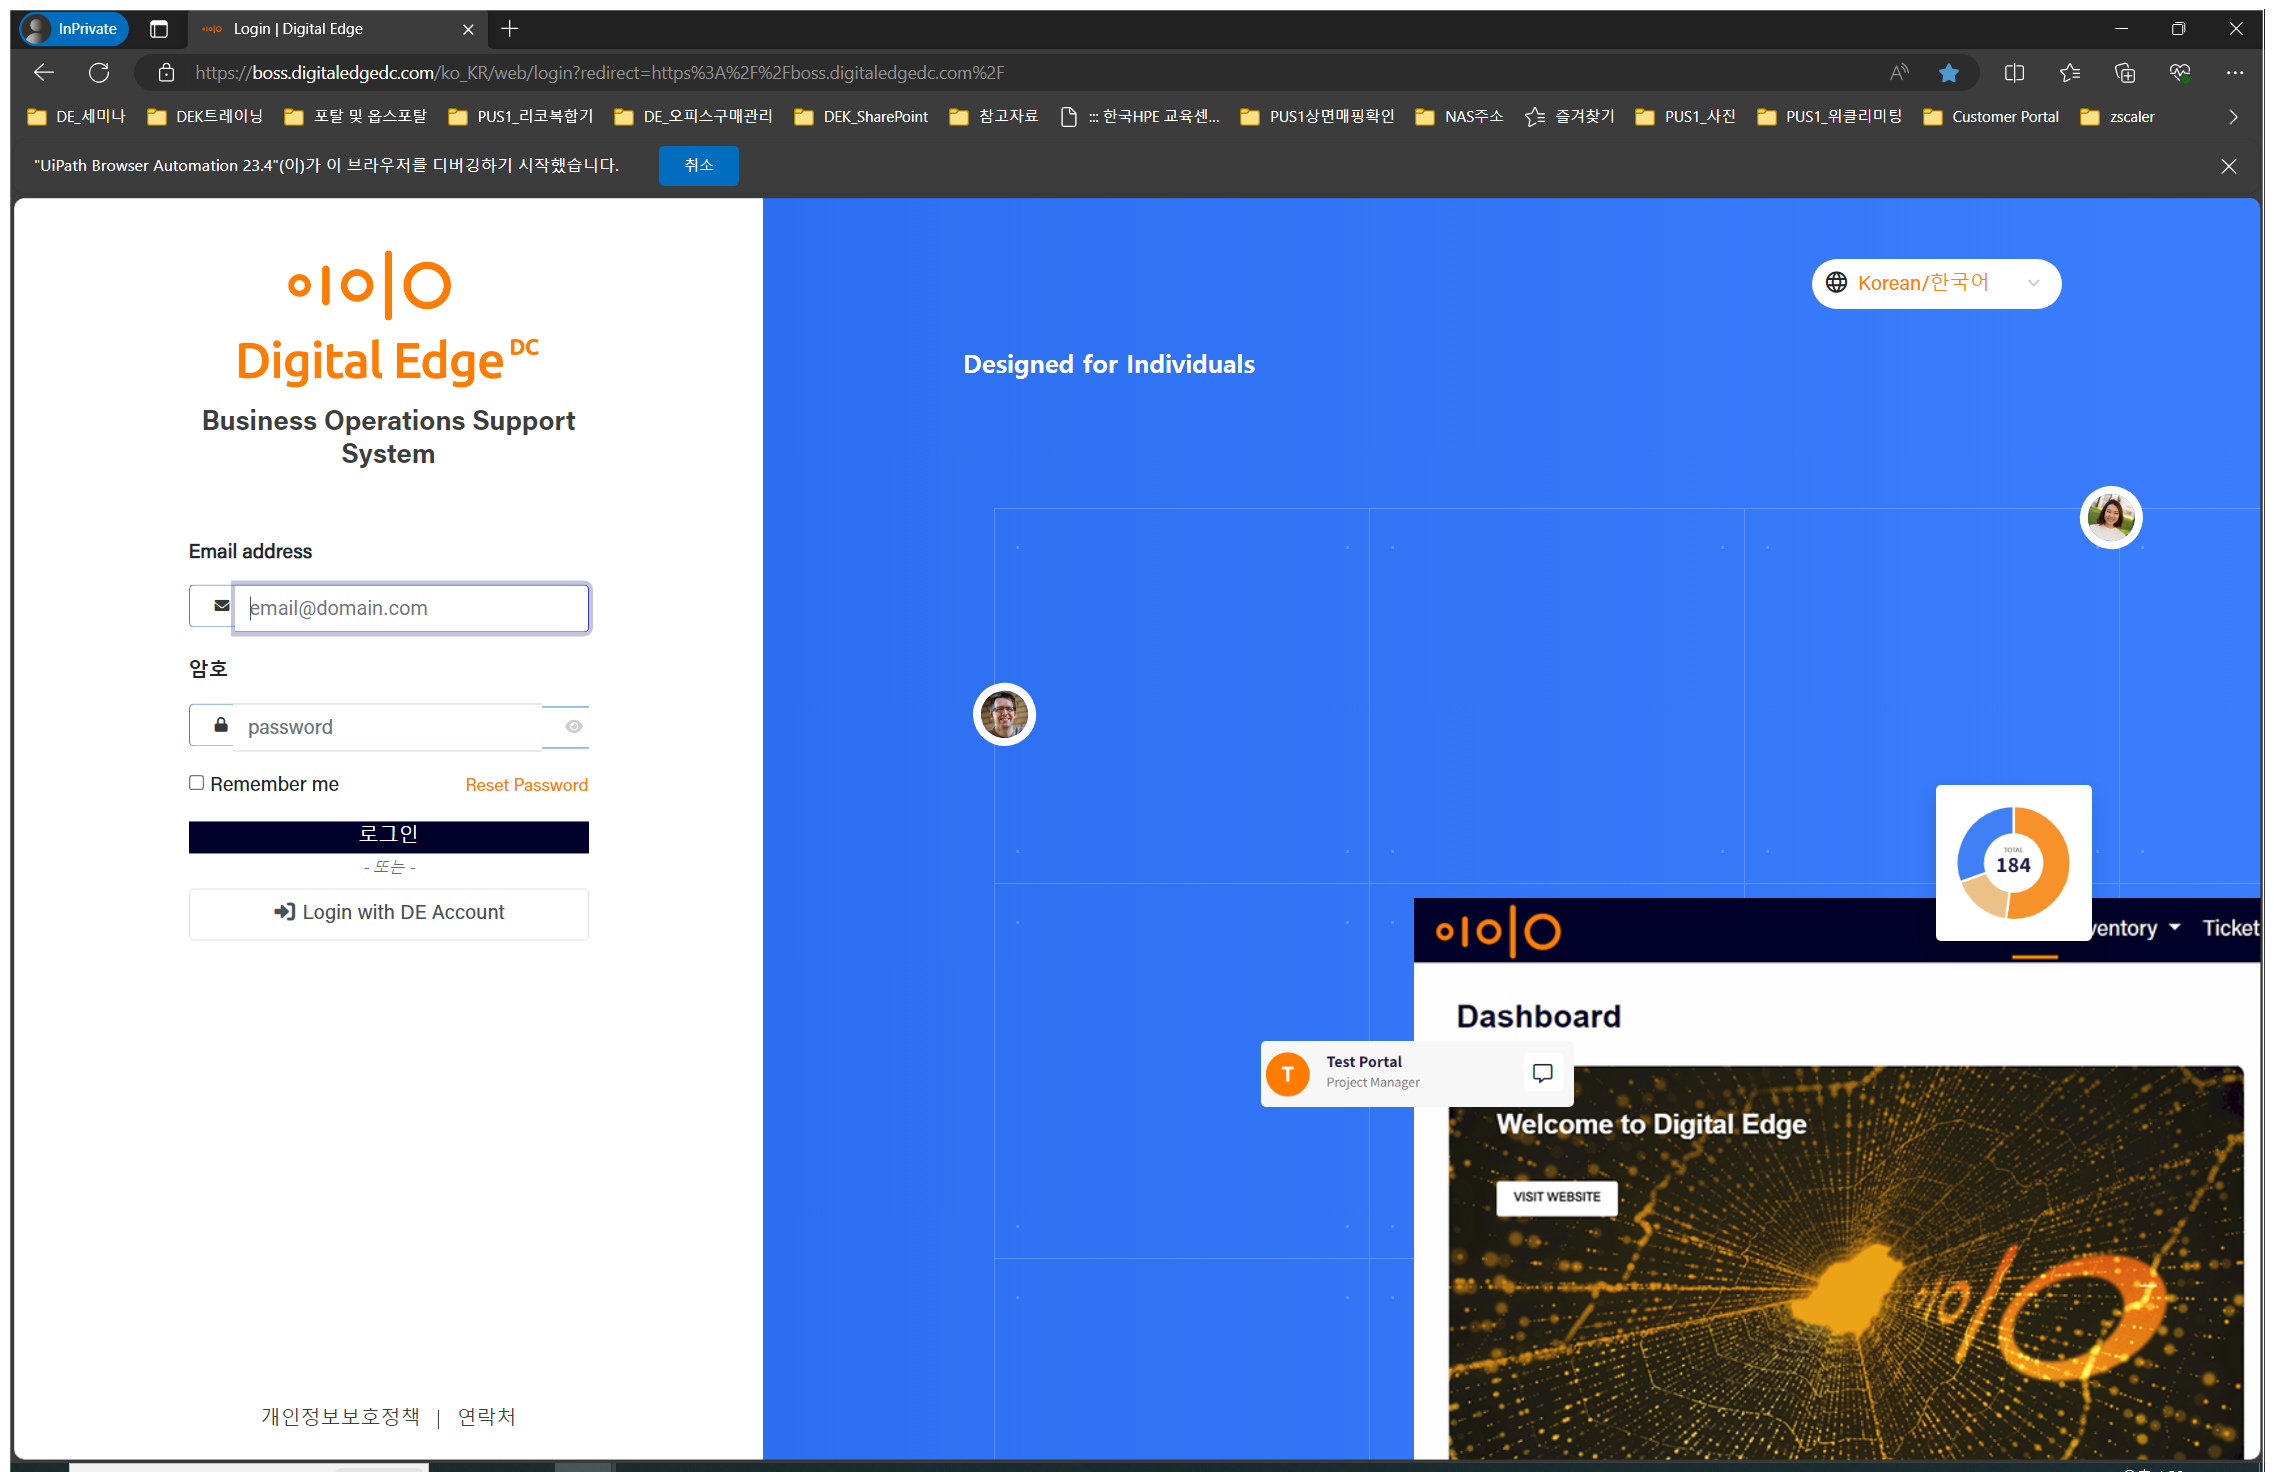 InPrivate
Login | Digital Edge
https://boss.digitaledgedc.com/ko_KR/web/login?redirect=https%3A%2F%2Fboss.digitaledgedc.com%2F
DE_세미나 DEK트레이닝 포탈 및 옵스포탈 PUS1_리코복합기 DE_오피스구매관리 DEK_SharePoint 참고자료 ::: 한국HPE 교육센... PUS1상면매핑확인 NAS주소 즐겨찾기 PUS1_사진 PUS1_위클리미팅 Customer Portal zscaler
"UiPath Browser Automation 23.4"(이)가 이 브라우저를 디버깅하기 시작했습니다. 취소
Digital Edge DC
Business Operations Support
System
Email address
email@domain.com
암호
password
Remember me Reset Password
로그인
- 또는 -
Login with DE Account
개인정보보호정책 | 연락처
Korean/한국어
Designed for Individuals
TOTAL
184
ventory Ticket
Dashboard
T
Test Portal
Project Manager
Welcome to Digital Edge
VISIT WEBSITE